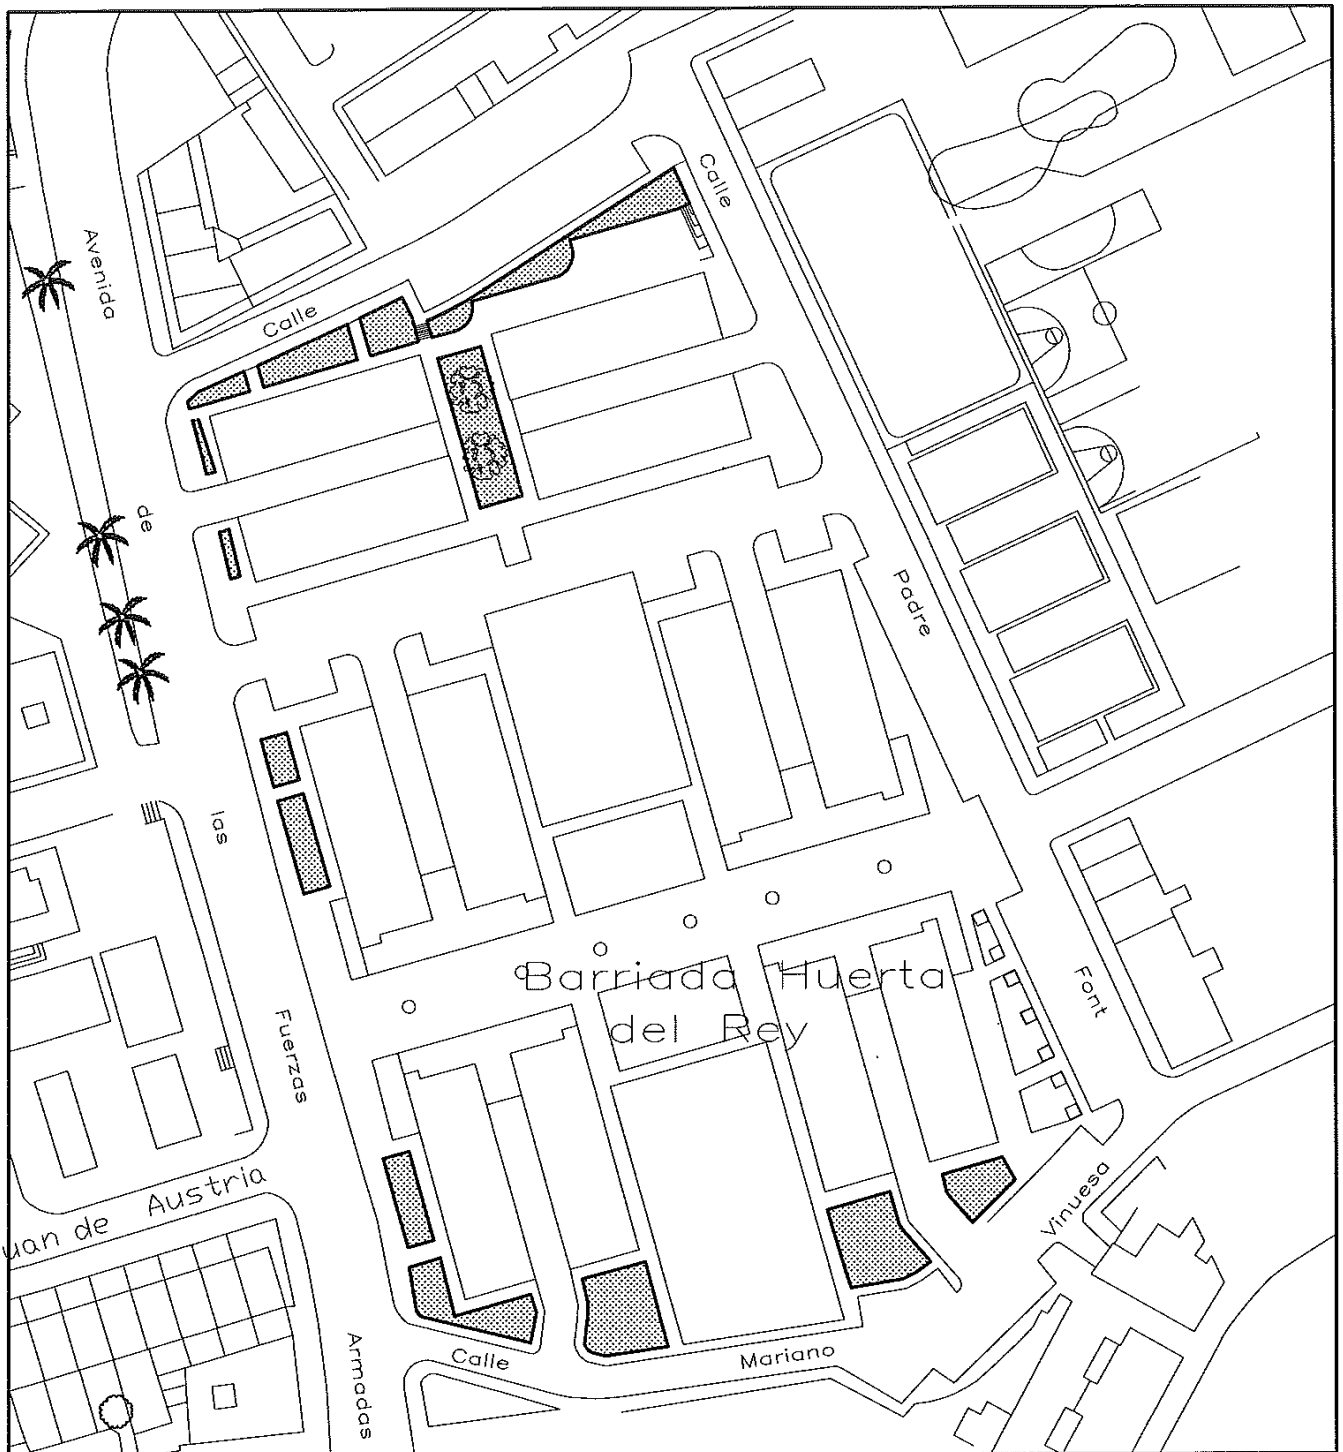 Calle
Avenida
Calle
de
Padre
las
Barriada Huerta
del Rey
Font
Fuerzas
Vinuesa
uan de Austria
Armadas
Calle
Mariano